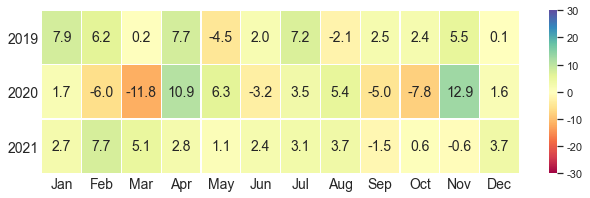 2019 7.9 6.2 0.2 7.7 -4.5 2.0 7.2 -2.1 2.5 2.4 5.5 0.1
2020 1.7 -6.0 -11.8 10.9 6.3 -3.2 3.5 5.4 -5.0 -7.8 12.9 1.6
2021 2.7 7.7 5.1 2.8 1.1 2.4 3.1 3.7 -1.5 0.6 -0.6 3.7
Jan Feb Mar Apr May Jun Jul Aug Sep Oct Nov Dec
30
20
10
0
-10
-20
-30